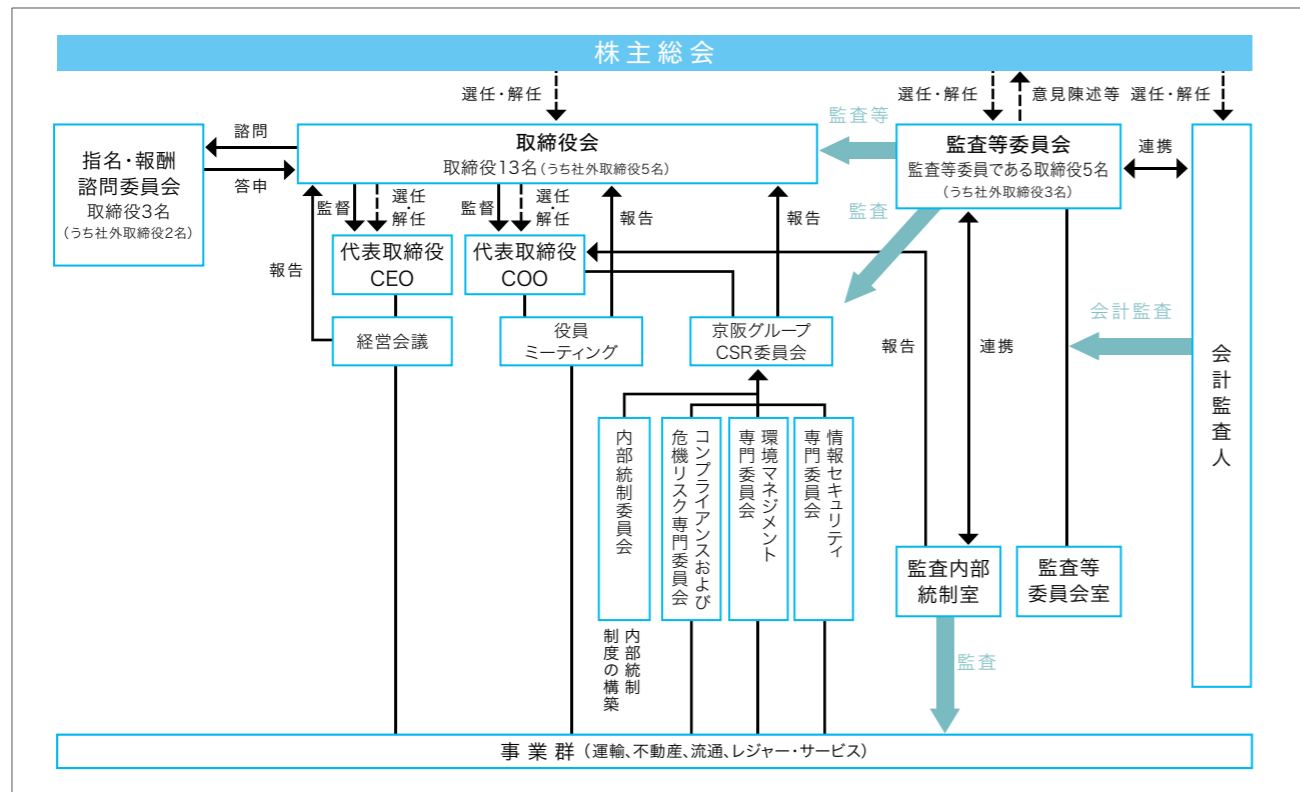 株主総会
選任・解任
選任・解任
意見陳述等
選任・解任
監査等
諮問
答申
指名・報酬
諮問委員会
取締役3名
(うち社外取締役2名)
取締役会
取締役13名(うち社外取締役5名)
監査等委員会
監査等委員である取締役5名
(うち社外取締役3名)
連携
監督
選任・
解任
監督
選任・
解任
報告
報告
監査
報告
代表取締役
CEO
代表取締役
COO
経営会議
役員
ミーティング
京阪グループ
CSR委員会
報告
連携
会計監査
会計監査人
内部統制委員会
コンプライアンスおよび
危機リスク専門委員会
環境マネジメント
専門委員会
情報セキュリティ
専門委員会
監査内部
統制室
監査等
委員会室
内部統制
制度の構築
監査
事業群(運輸、不動産、流通、レジャー・サービス)